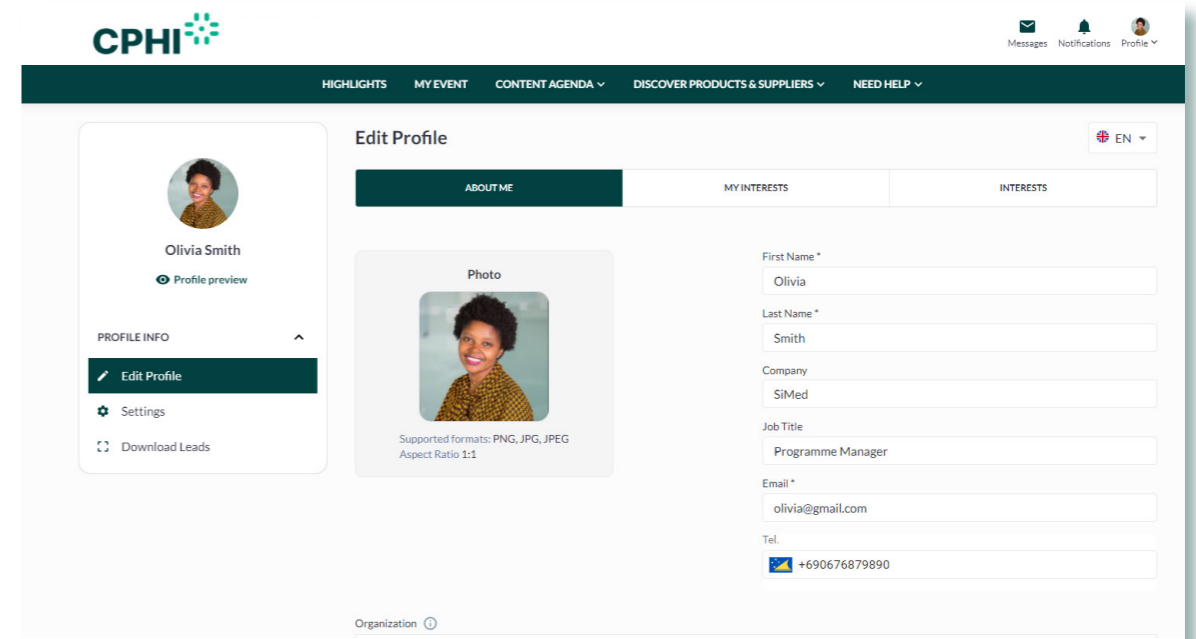 CPHI
Messages
Notifications
Profile
HIGHLIGHTS
MY EVENT
CONTENT AGENDA
DISCOVER PRODUCTS & SUPPLIERS
NEED HELP
Olivia Smith
Profile preview
PROFILE INFO
Edit Profile
Settings
Download Leads
Edit Profile
EN
ABOUT ME
MY INTERESTS
INTERESTS
Photo
Supported formats: PNG, JPG, JPEG
Aspect Ratio 1:1
First Name *
Olivia
Last Name *
Smith
Company
SiMed
Job Title
Programme Manager
Email *
olivia@gmail.com
Tel.
+690676879890
Organization